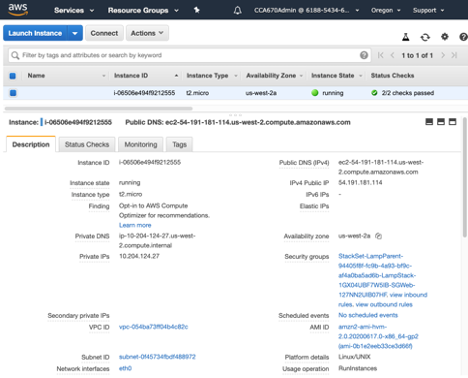 aws
Services
Resource Groups
CCA670Admin @ 6188-5434-6...
Oregon
Support
Launch Instance
Connect
Actions
Filter by tags and attributes or search by keyword
1 to 1 of 1
Name
Instance ID
Instance Type
Availability Zone
Instance State
Status Checks
i-06506e494f9212555
t2.micro
us-west-2a
running
2/2 checks passed
Instance: i-06506e494f9212555
Public DNS: ec2-54-191-181-114.us-west-2.compute.amazonaws.com
Description
Status Checks
Monitoring
Tags
Instance ID
i-06506e494f9212555
Public DNS (IPv4)
ec2-54-191-181-114.us-west-
2.compute.amazonaws.com
Instance state
running
IPv4 Public IP
54.191.181.114
Instance type
t2.micro
IPv6 IPs
-
Finding
Opt-in to AWS Compute
Optimizer for recommendations.
Learn more
Elastic IPs
Private DNS
ip-10-204-124-27.us-west-
2.compute.internal
Availability zone
us-west-2a
Private IPs
10.204.124.27
Security groups
StackSet-LampParent-
94405f8f-fc9b-4a93-bf9c-
af4a0ba5ad6b-LampStack-
1GX04UBF7W5IB-SGWeb-
127NN2UIB07HF, view inbound
rules, view outbound rules
Secondary private IPs
Scheduled events
No scheduled events
VPC ID
vpc-054ba73ff04b4c82c
AMI ID
amzn2-ami-hvm-
2.0.20200617.0-x86_64-gp2
(ami-0b1e2eeb33ce3d66f)
Subnet ID
subnet-0f45734fbdf488972
Platform details
Linux/UNIX
Network interfaces
eth0
Usage operation
RunInstances